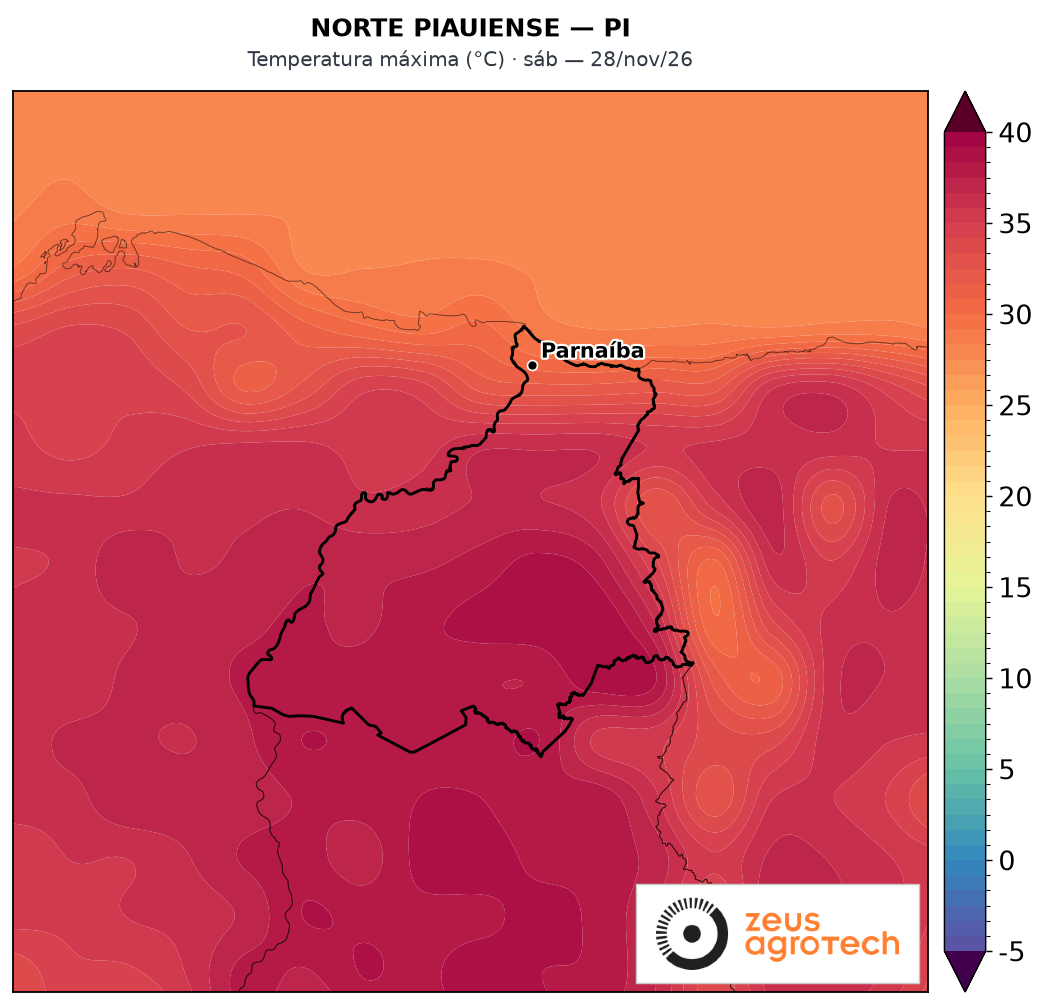 NORTE PIAUIENSE — PI
Temperatura máxima (°C) · sáb — 28/nov/26
40
35
30
25
20
15
10
5
0
-5
Parnaíba
zeus
agrotech